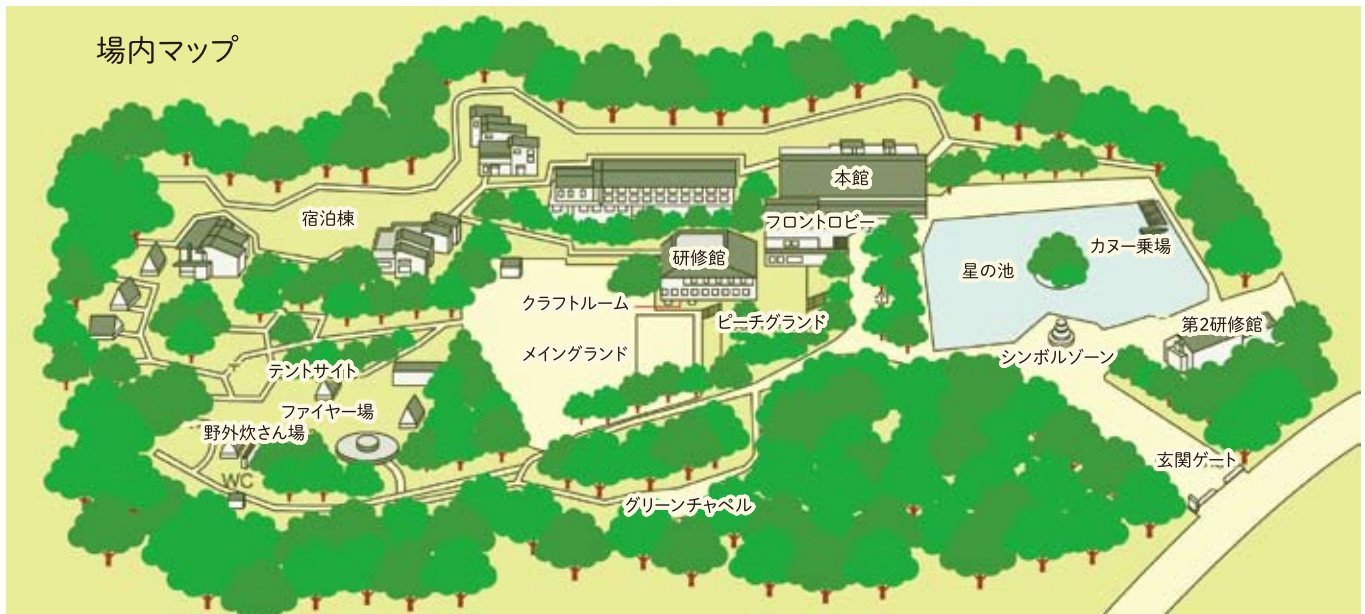 場内マップ
本館
宿泊棟
フロントロビー
カヌー乗場
研修館
星の池
クラフトルーム
ピーチグランド
第2研修館
メイングランド
シンボルゾーン
テントサイト
ファイヤー場
野外炊さん場
玄関ゲート
WC
グリーンチャペル